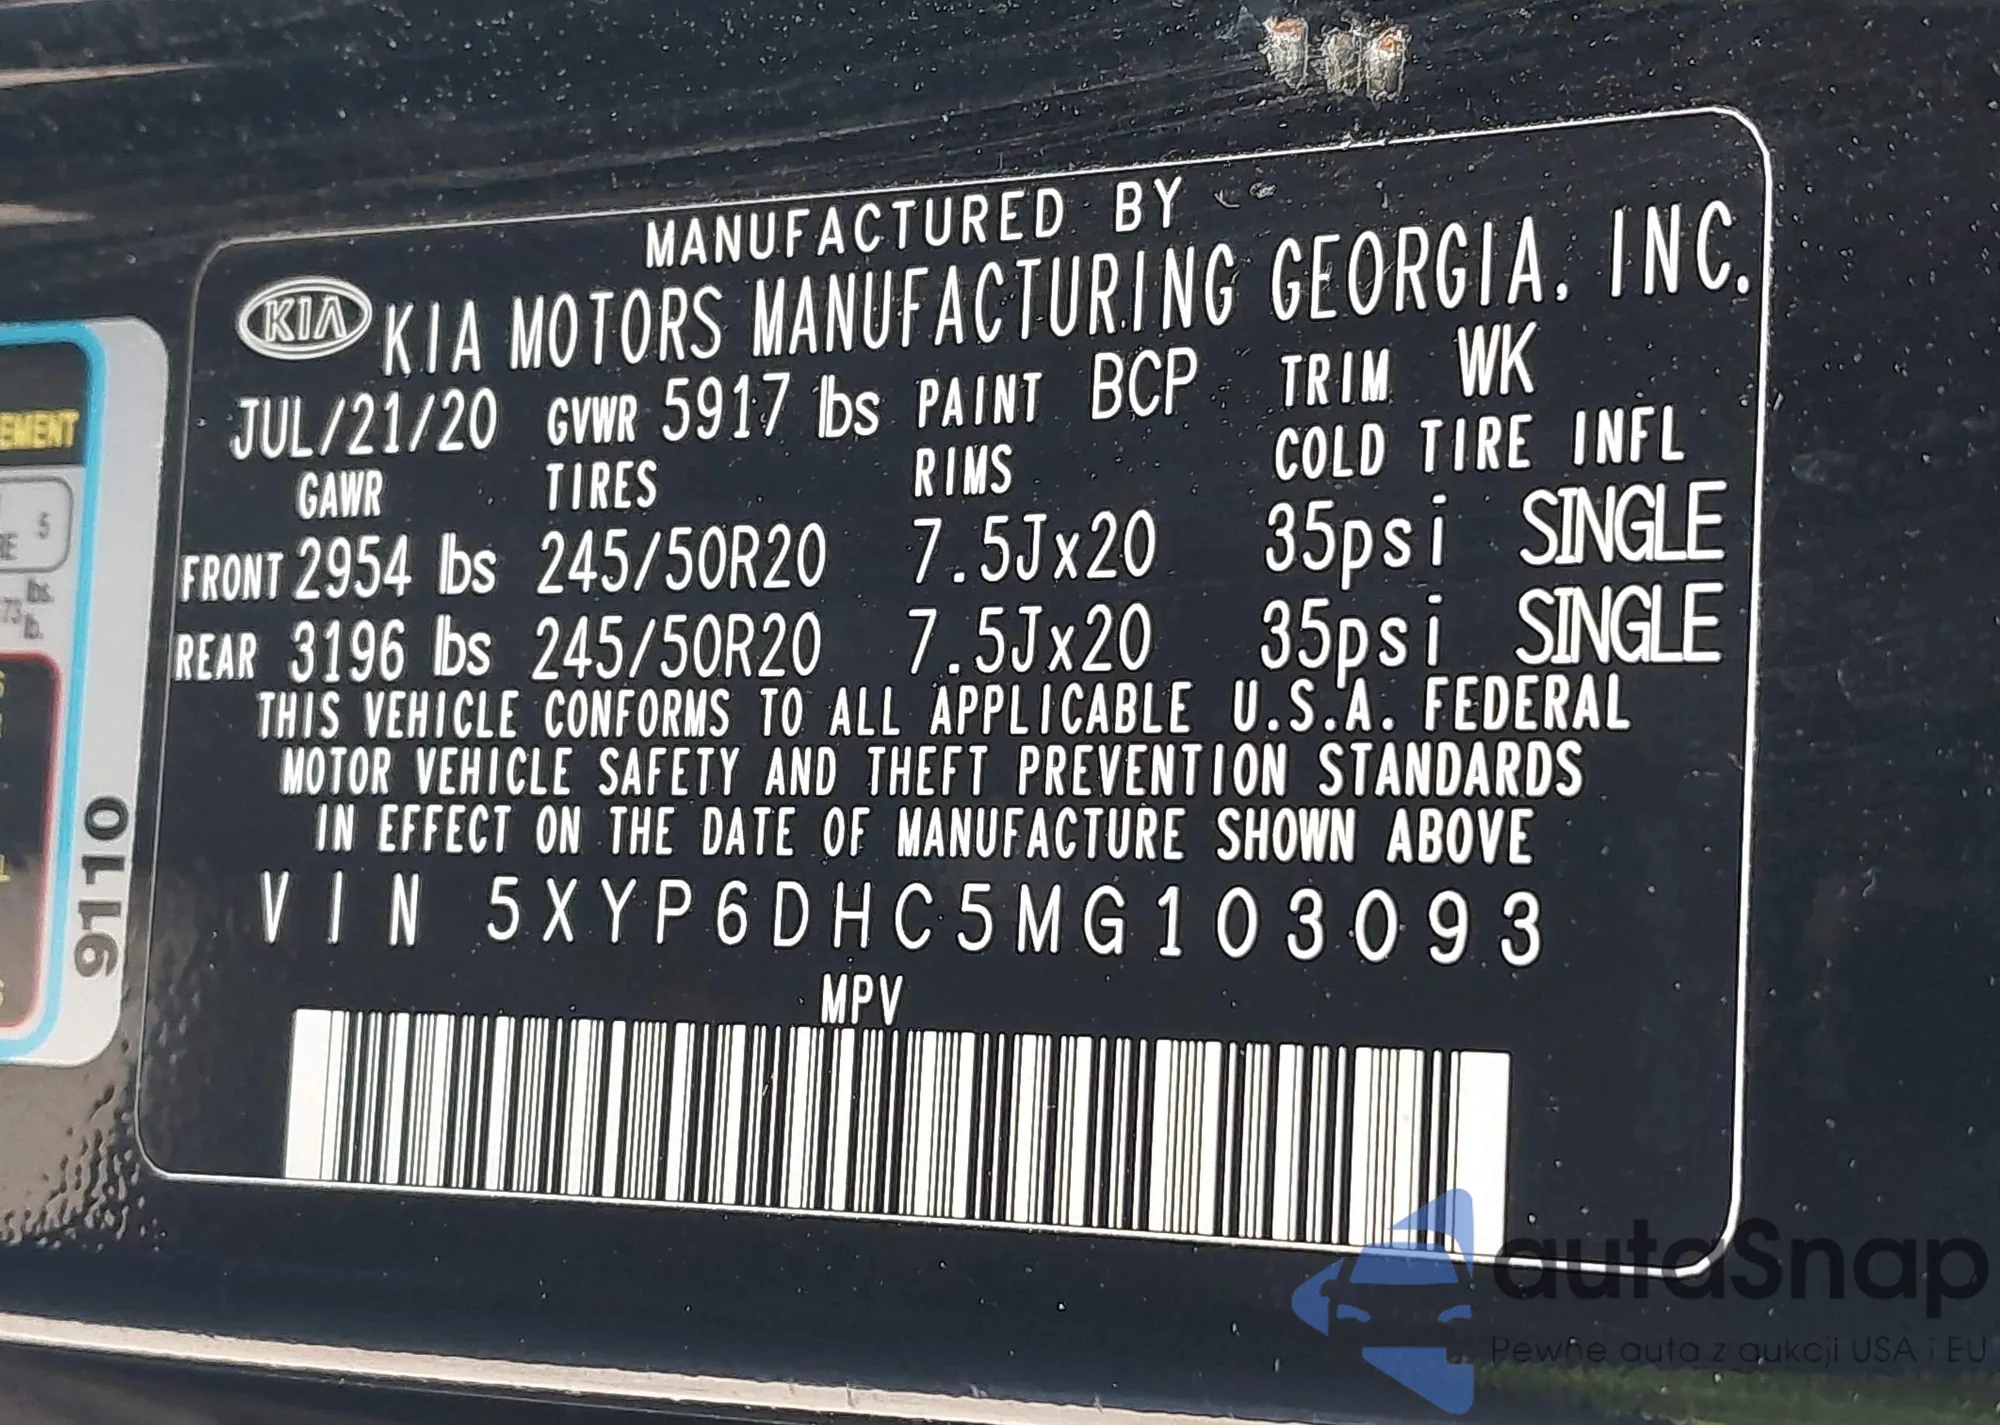 MANUFACTURED BY
KIA KIA MOTORS MANUFACTURING GEORGIA, INC.
JUL/21/20 GVWR 5917 lbs PAINT BCP TRIM WK
GAWR TIRES RIMS COLD TIRE INFL
FRONT 2954 lbs 245/50R20 7.5Jx20 35psi SINGLE
REAR 3196 lbs 245/50R20 7.5Jx20 35psi SINGLE
THIS VEHICLE CONFORMS TO ALL APPLICABLE U.S.A. FEDERAL
MOTOR VEHICLE SAFETY AND THEFT PREVENTION STANDARDS
IN EFFECT ON THE DATE OF MANUFACTURE SHOWN ABOVE
VIN 5XYP6DHC5MG103093
MPV
9110
5
lbs.
autaSnap
Pewne auta z aukcji USA i EU